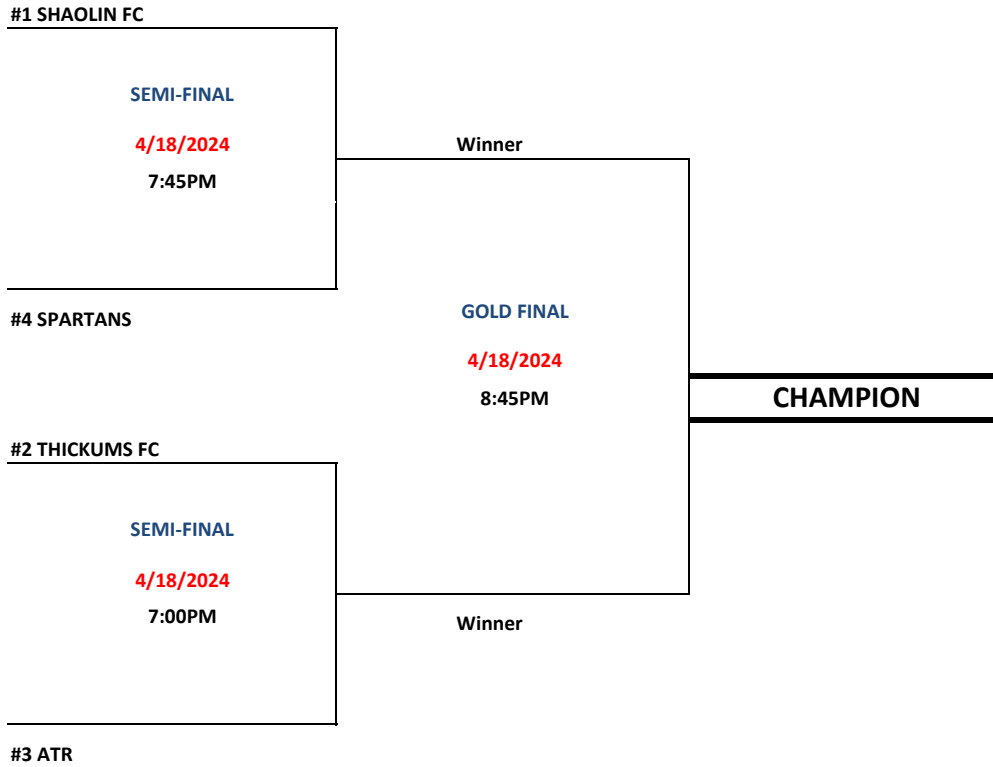 #1 SHAOLIN FC
SEMI-FINAL
4/18/2024
7:45PM
Winner
#4 SPARTANS
GOLD FINAL
4/18/2024
8:45PM
CHAMPION
#2 THICKUMS FC
SEMI-FINAL
4/18/2024
7:00PM
Winner
#3 ATR